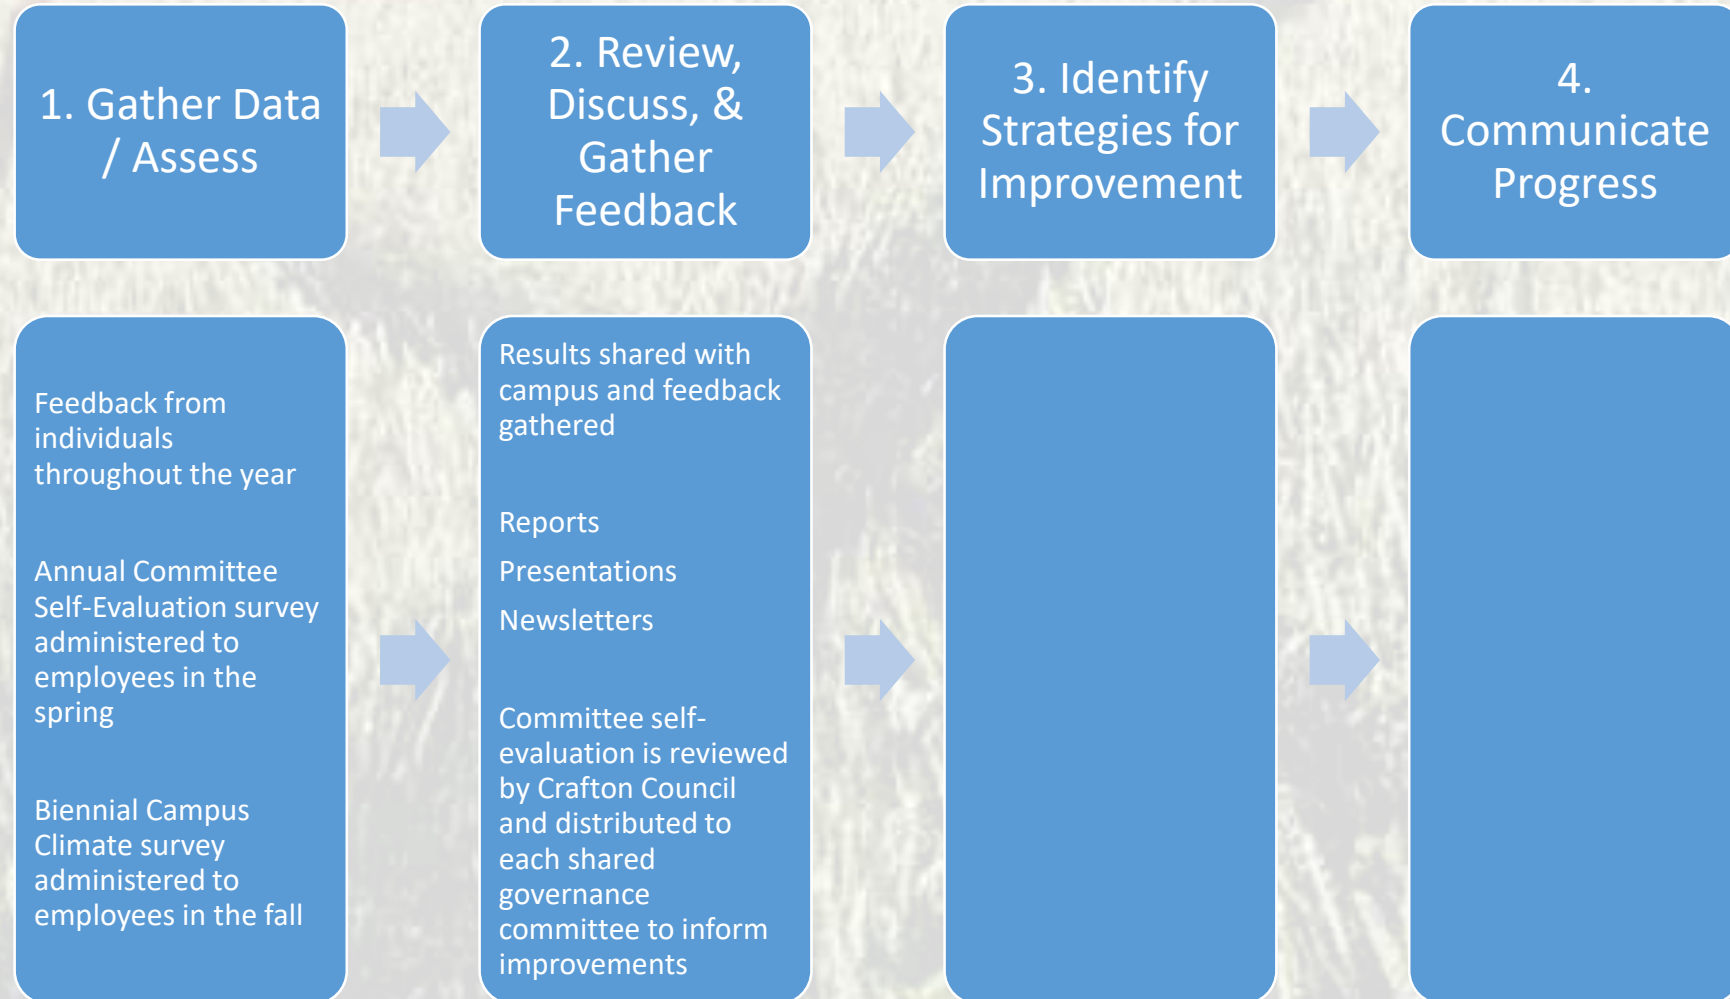 1. Gather Data
/ Assess
2. Review,
Discuss, &
Gather
Feedback
3. Identify
Strategies for
Improvement
4.
Communicate
Progress
Feedback from
individuals
throughout the year
Annual Committee
Self-Evaluation survey
administered to
employees in the
spring
Biennial Campus
Climate survey
administered to
employees in the fall
Results shared with
campus and feedback
gathered
Reports
Presentations
Newsletters
Committee self-
evaluation is reviewed
by Crafton Council
and distributed to
each shared
governance
committee to inform
improvements